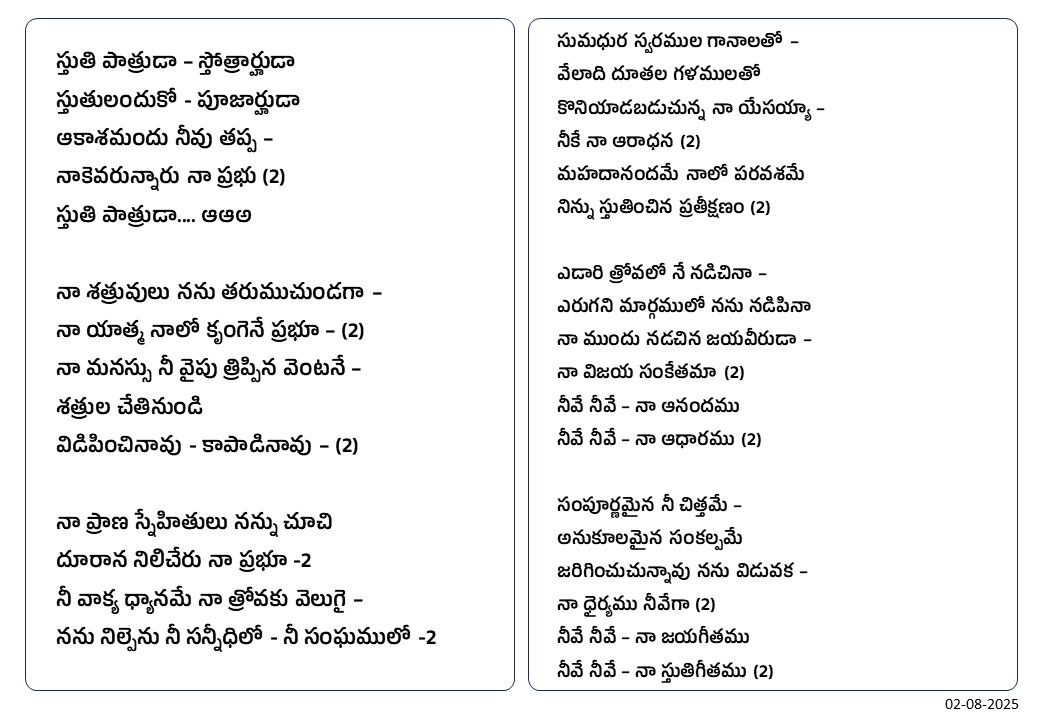 స్తుతి పాత్రుడా – స్తోత్రార్హుడా
స్తుతులందుకో - పూజార్హుడా
ఆకాశమందు నీవు తప్ప –
నాకెవరున్నారు నా ప్రభు (2)
స్తుతి పాత్రుడా.... ఆఆఅ
నా శత్రువులు నను తరుముచుండగా –
నా యాత్మ నాలో కృంగెనే ప్రభూ – (2)
నా మనస్సు నీ వైపు త్రిప్పిన వెంటనే –
శత్రుల చేతినుండి
విడిపించినావు - కాపాడినావు – (2)
నా ప్రాణ స్నేహితులు నన్ను చూచి
దూరాన నిలిచేరు నా ప్రభూ -2
నీ వాక్య ధ్యానమే నా త్రోవకు వెలుగై –
నను నిల్పెను నీ సన్నీధిలో - నీ సంఘములో -2
సుమధుర స్వరముల గానాలతో –
వేలాది దూతల గళములతో
కొనియాడబడుచున్న నా యేసయ్యా –
నీకే నా ఆరాధన (2)
మహదానందమే నాలో పరవశమే
నిన్ను స్తుతించిన ప్రతీక్షణం (2)
ఎడారి త్రోవలో నే నడిచినా –
ఎరుగని మార్గములో నను నడిపినా
నా ముందు నడచిన జయవీరుడా –
నా విజయ సంకేతమా (2)
నీవే నీవే – నా ఆనందము
నీవే నీవే – నా ఆధారము (2)
సంపూర్ణమైన నీ చిత్తమే –
అనుకూలమైన సంకల్పమే
జరిగించుచున్నావు నను విడువక –
నా ధైర్యము నీవేగా (2)
నీవే నీవే – నా జయగీతము
నీవే నీవే – నా స్తుతిగీతము (2)
02-08-2025